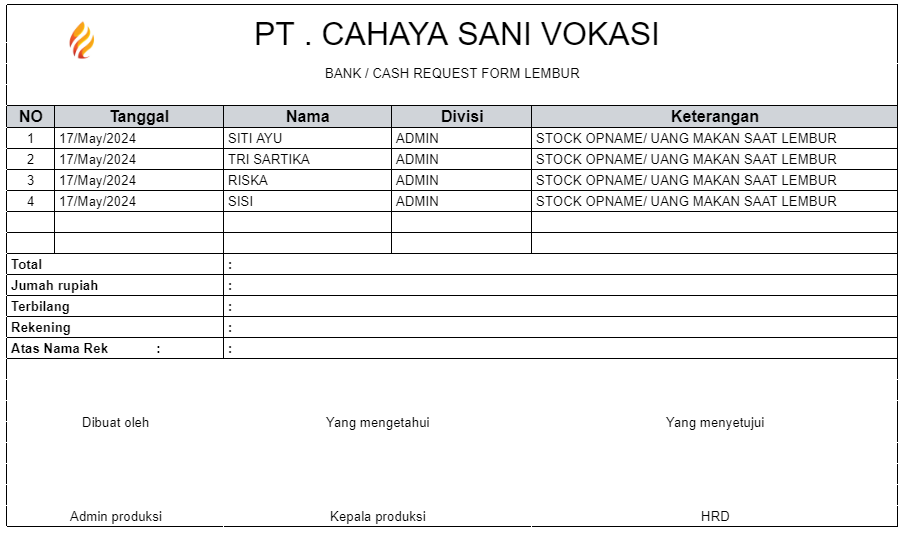 PT . CAHAYA SANI VOKASI
BANK / CASH REQUEST FORM LEMBUR
NO Tanggal Nama Divisi Keterangan
1 17/May/2024 SITI AYU ADMIN STOCK OPNAME/ UANG MAKAN SAAT LEMBUR
2 17/May/2024 TRI SARTIKA ADMIN STOCK OPNAME/ UANG MAKAN SAAT LEMBUR
3 17/May/2024 RISKA ADMIN STOCK OPNAME/ UANG MAKAN SAAT LEMBUR
4 17/May/2024 SISI ADMIN STOCK OPNAME/ UANG MAKAN SAAT LEMBUR
Total :
Jumah rupiah :
Terbilang :
Rekening :
Atas Nama Rek : :
Dibuat oleh Yang mengetahui Yang menyetujui
Admin produksi Kepala produksi HRD